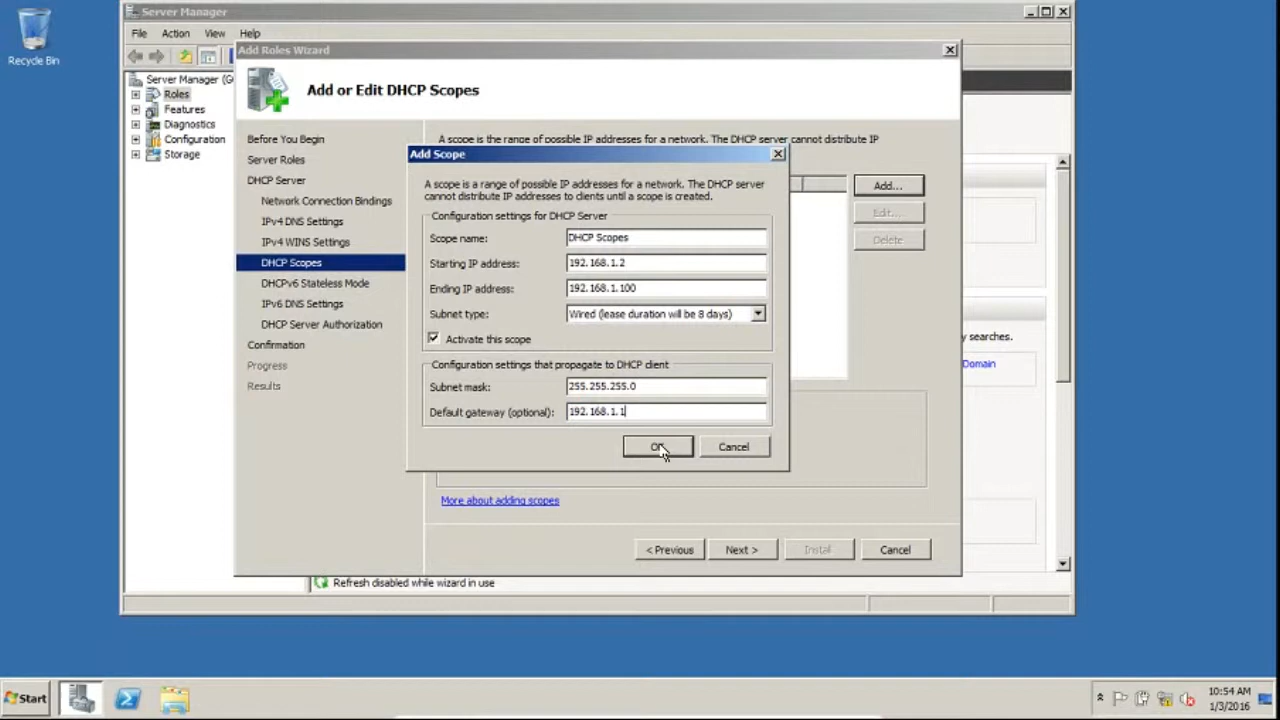 Recycle Bin
Server Manager
File Action View Help
Add Roles Wizard
Server Manager (G
Roles
Features
Diagnostics
Configuration
Storage
Add or Edit DHCP Scopes
Before You Begin
Server Roles
DHCP Server
Network Connection Bindings
IPv4 DNS Settings
IPv4 WINS Settings
DHCP Scopes
DHCPv6 Stateless Mode
IPv6 DNS Settings
DHCP Server Authorization
Confirmation
Progress
Results
A scope is the range of possible IP addresses for a network. The DHCP server cannot distribute IP
Add...
Edit...
Delete
Add Scope
A scope is a range of possible IP addresses for a network. The DHCP server
cannot distribute IP addresses to clients until a scope is created.
Configuration settings for DHCP Server
Scope name: DHCP Scopes
Starting IP address: 192.168.1.2
Ending IP address: 192.168.1.100
Subnet type: Wired (lease duration will be 8 days)
Activate this scope
Configuration settings that propagate to DHCP client
Subnet mask: 255.255.255.0
Default gateway (optional): 192.168.1.1
OK Cancel
More about adding scopes
< Previous Next > Install Cancel
y searches.
Domain
Refresh disabled while wizard in use
Start
10:54 AM
1/3/2016